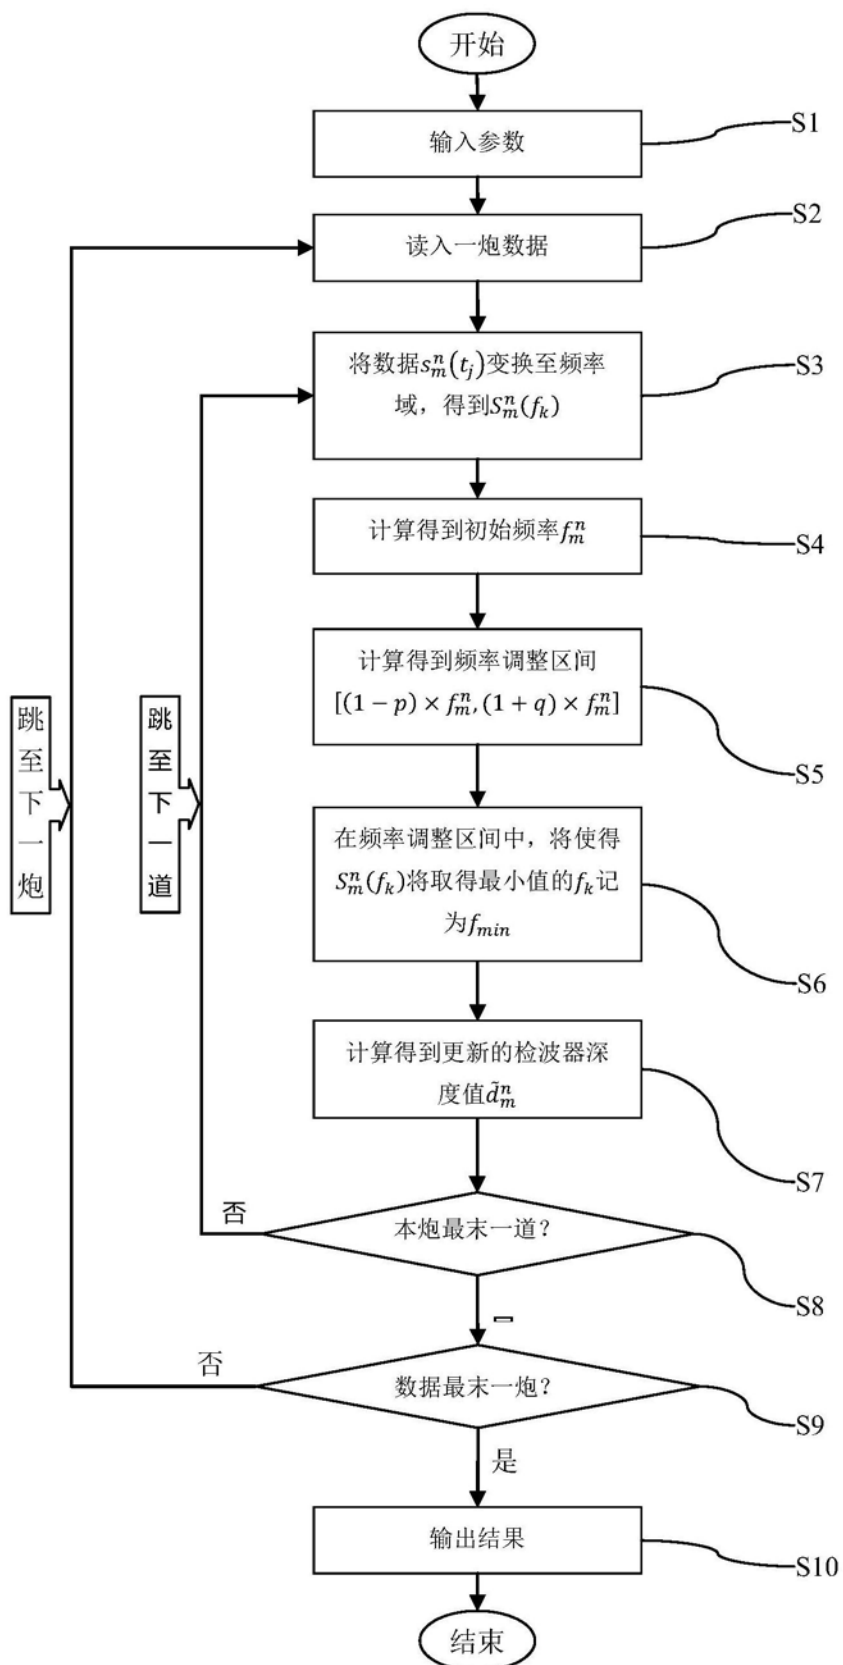 开始
输入参数
S1
读入一炮数据
S2
将数据$s_m^n(t_j)$变换至频率
域，得到$S_m^n(f_k)$
S3
计算得到初始频率$f_m^n$
S4
计算得到频率调整区间
$[(1-p)\times f_m^n,(1+q)\times f_m^n]$
S5
在频率调整区间中，将使得
$S_m^n(f_k)$将取得最小值的$f_k$记
为$f_{min}$
S6
计算得到更新的检波器深
度值$\tilde{d}_m^n$
S7
跳至下一炮
跳至下一道
否
本炮最末一道？
S8
否
数据最末一炮？
S9
是
输出结果
S10
结束